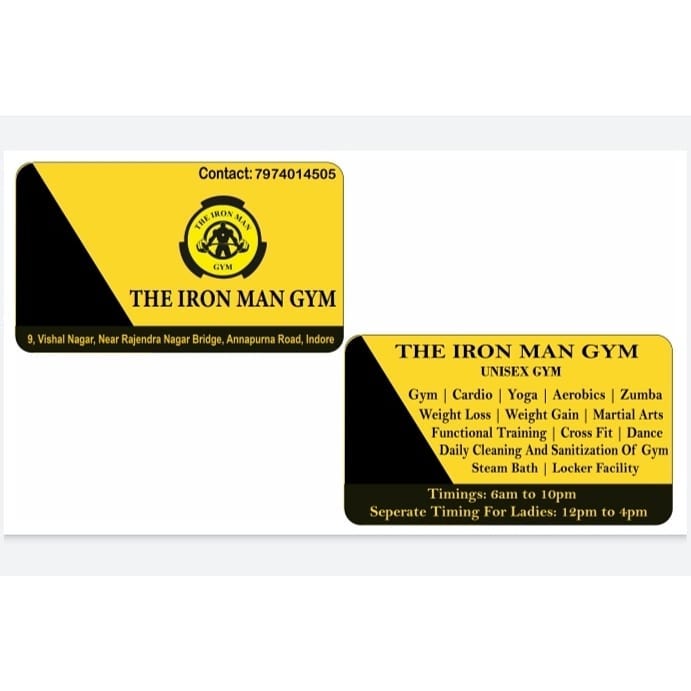 Contact: 7974014505
THE IRON MAN
GYM
THE IRON MAN GYM
9, Vishal Nagar, Near Rajendra Nagar Bridge, Annapurna Road, Indore
THE IRON MAN GYM
UNISEX GYM
Gym | Cardio | Yoga | Aerobics | Zumba
Weight Loss | Weight Gain | Martial Arts
Functional Training | Cross Fit | Dance
Daily Cleaning And Sanitization Of Gym
Steam Bath | Locker Facility
Timings: 6am to 10pm
Seperate Timing For Ladies: 12pm to 4pm